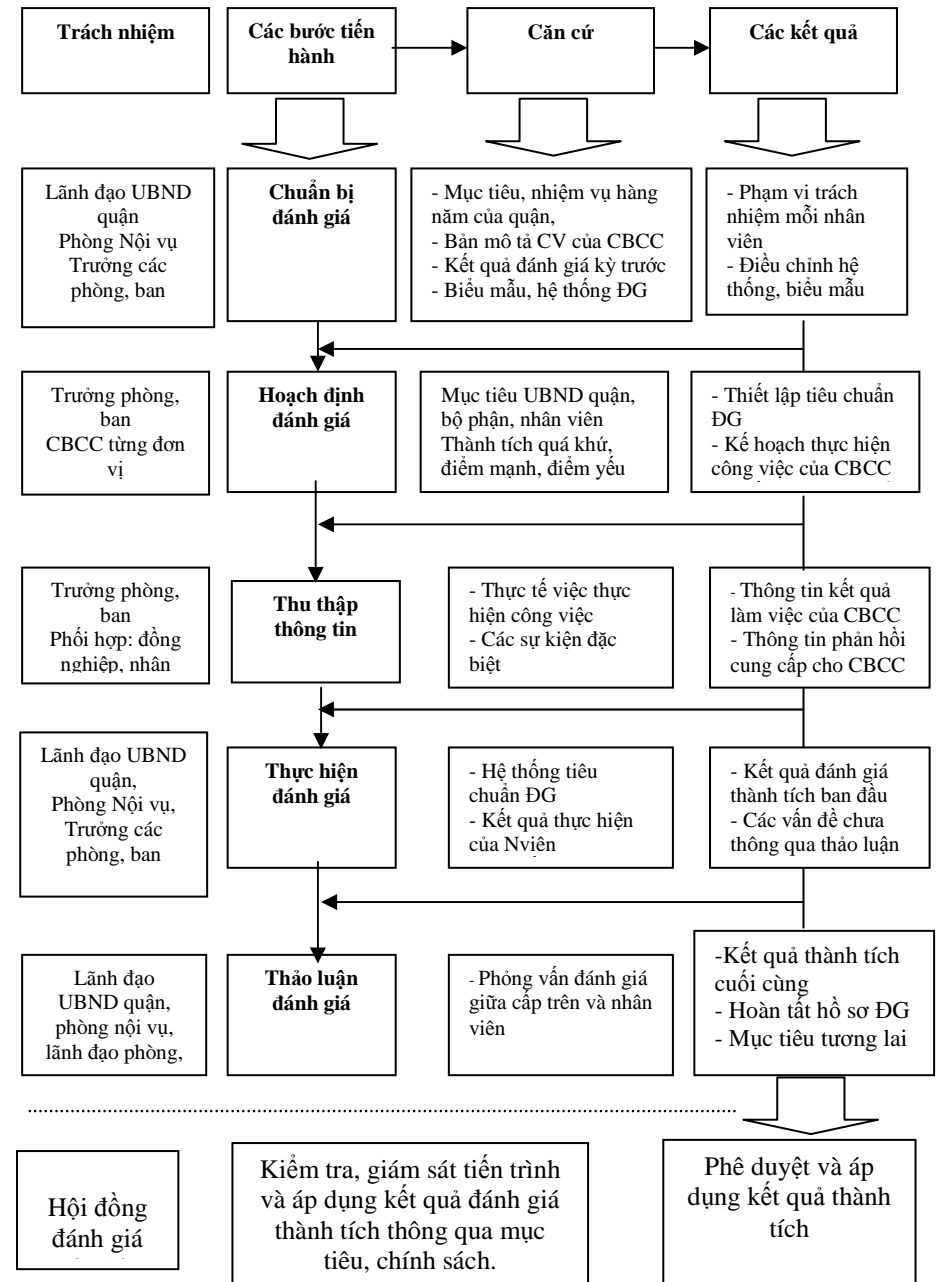 Trách nhiệm
Các bước tiến
hành
Căn cứ
Các kết quả
Lãnh đạo UBND
quận
Phòng Nội vụ
Trưởng các
phòng, ban
Chuẩn bị
đánh giá
- Mục tiêu, nhiệm vụ hàng
năm của quận,
- Bản mô tả CV của CBCC
- Kết quả đánh giá kỳ trước
- Biểu mẫu, hệ thống ĐG
- Phạm vi trách
nhiệm mỗi nhân
viên
- Điều chỉnh hệ
thống, biểu mẫu
Trưởng phòng,
ban
CBCC từng đơn
vị
Hoạch định
đánh giá
Mục tiêu UBND quận,
bộ phận, nhân viên
Thành tích quá khứ,
điểm mạnh, điểm yếu
- Thiết lập tiêu chuẩn
ĐG
- Kế hoạch thực hiện
công việc của CBCC
Trưởng phòng,
ban
Phối hợp: đồng
nghiệp, nhân
Thu thập
thông tin
- Thực tế việc thực
hiện công việc
- Các sự kiện đặc
biệt
- Thông tin kết quả
làm việc của CBCC
- Thông tin phản hồi
cung cấp cho CBCC
Lãnh đạo UBND
quận,
Phòng Nội vụ,
Trưởng các
phòng, ban
Thực hiện
đánh giá
- Hệ thống tiêu
chuẩn ĐG
- Kết quả thực hiện
của Nviên
- Kết quả đánh giá
thành tích ban đầu
- Các vấn đề chưa
thông qua thảo luận
Lãnh đạo
UBND quận,
phòng nội vụ,
lãnh đạo phòng,
Thảo luận
đánh giá
- Phỏng vấn đánh giá
giữa cấp trên và nhân
viên
-Kết quả thành tích
cuối cùng
- Hoàn tất hồ sơ ĐG
- Mục tiêu tương lai
Hội đồng
đánh giá
Kiểm tra, giám sát tiến trình
và áp dụng kết quả đánh giá
thành tích thông qua mục
tiêu, chính sách.
Phê duyệt và áp
dụng kết quả thành
tích